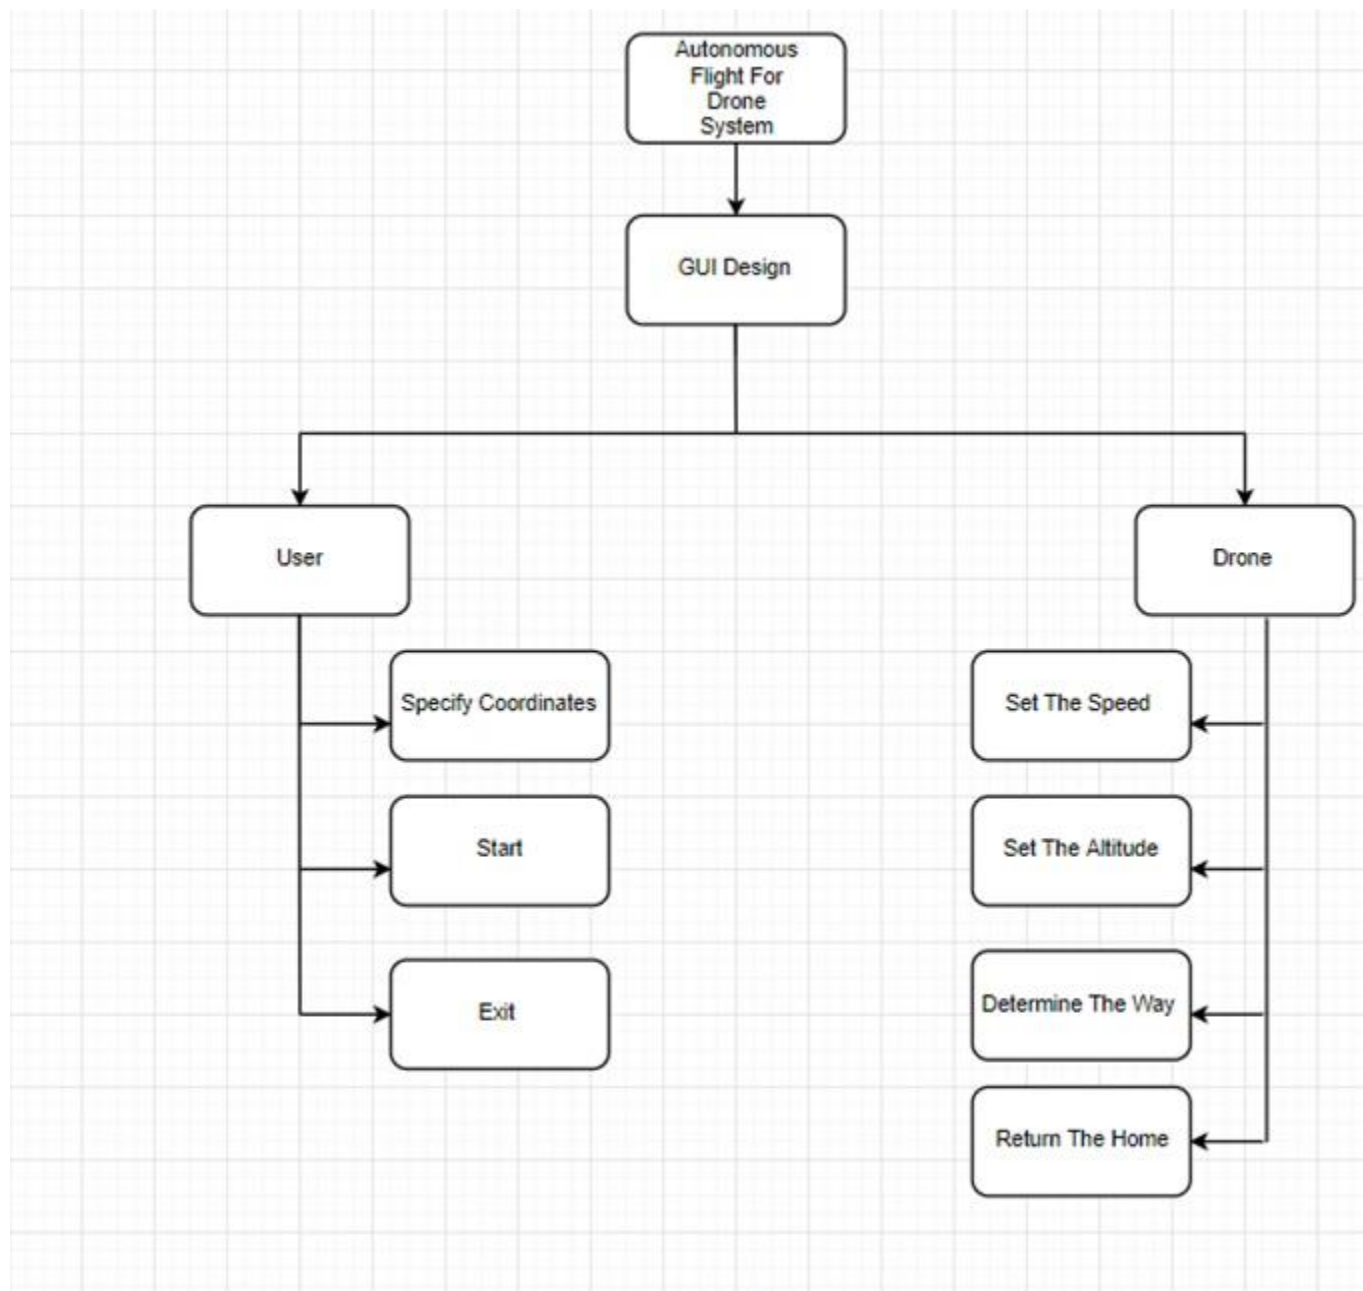 Autonomous
Flight For
Drone
System
GUI Design
User
Drone
Specify Coordinates
Set The Speed
Start
Set The Altitude
Exit
Determine The Way
Return The Home